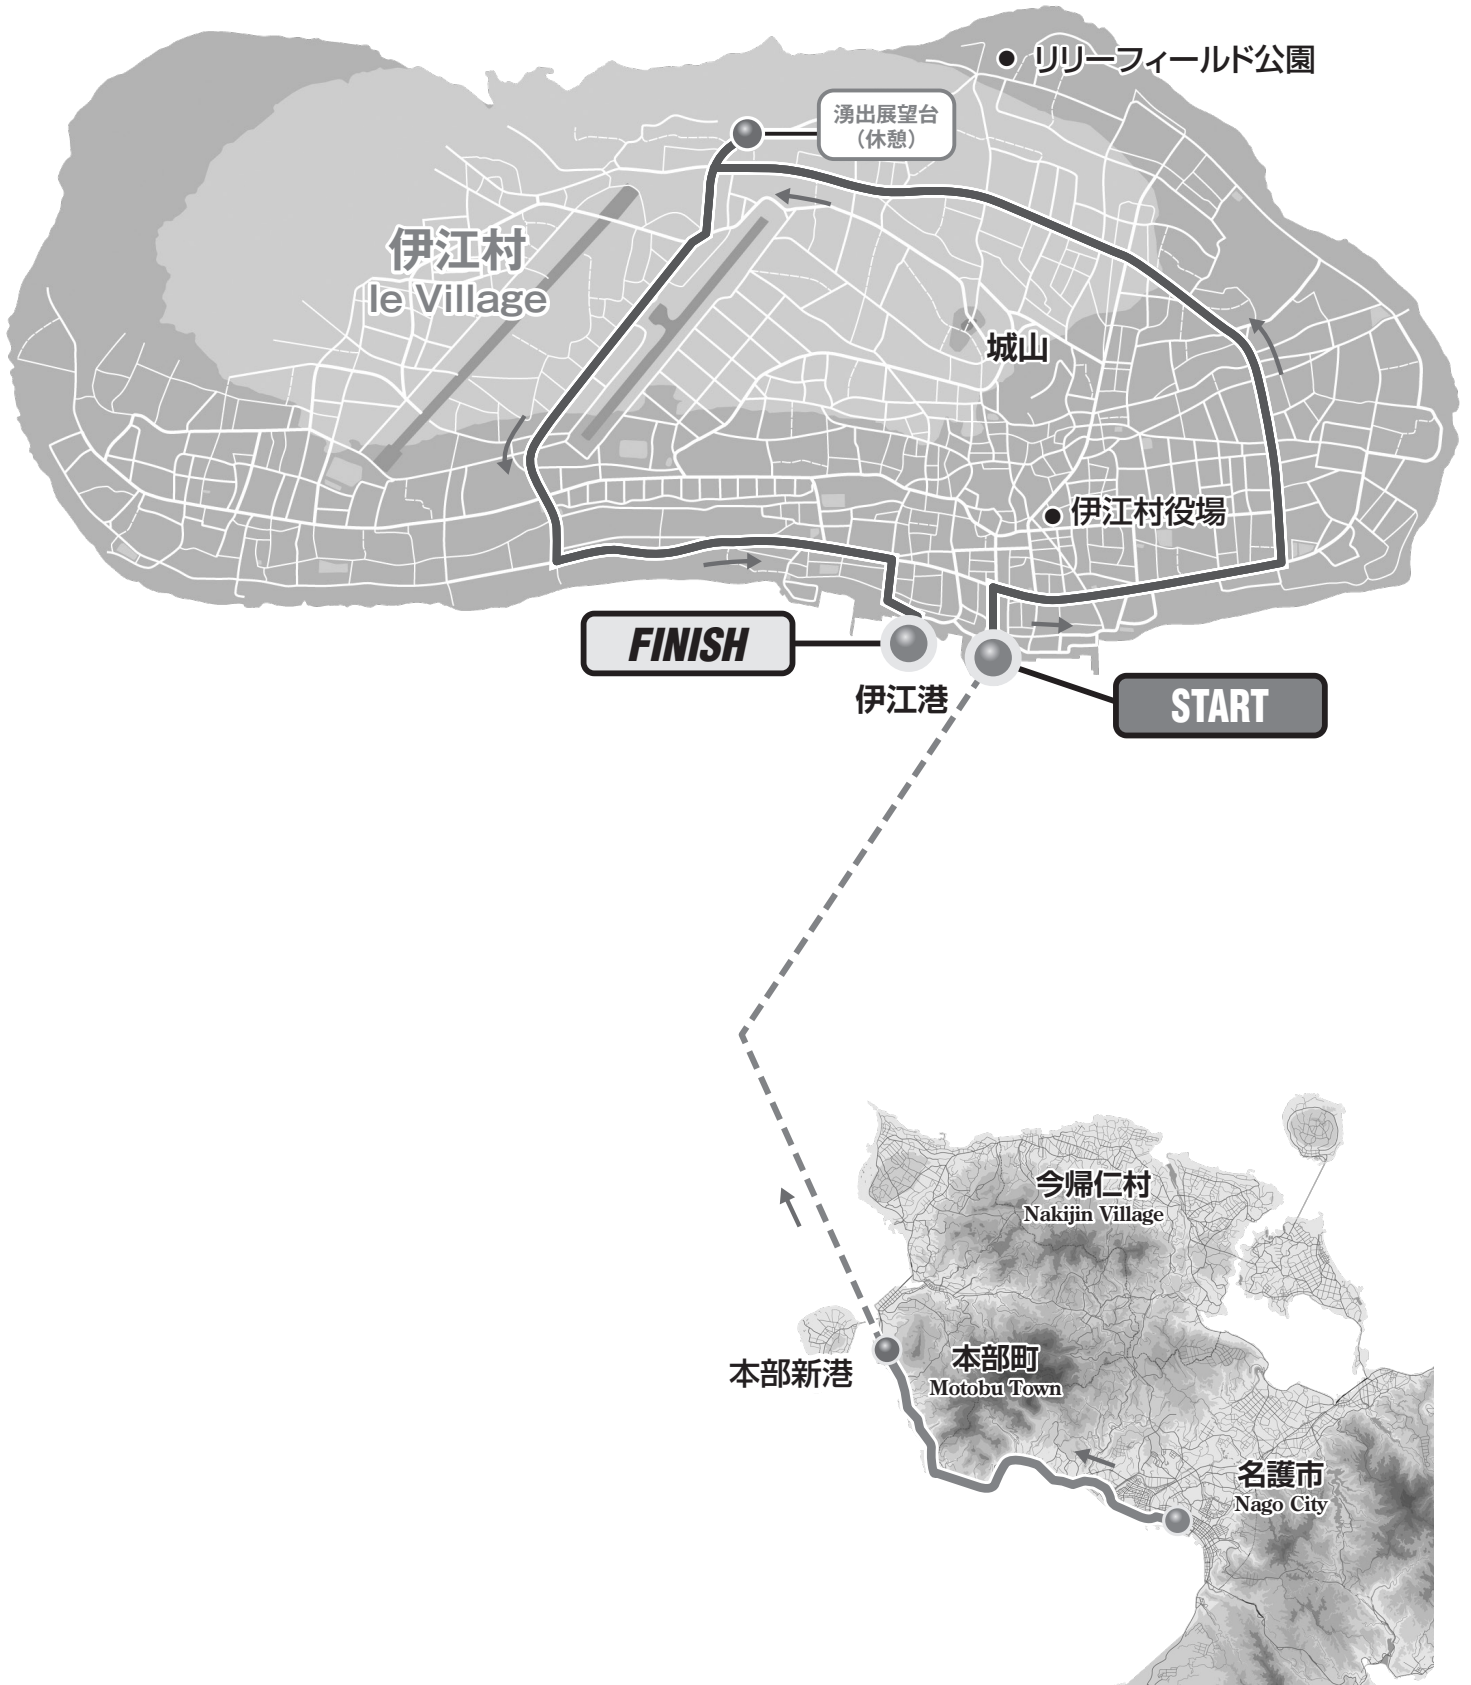 リリーフィールド公園
湧出展望台
（休憩）
伊江村
Ie Village
城山
伊江村役場
FINISH
伊江港
START
今帰仁村
Nakijin Village
本部新港
本部町
Motobu Town
名護市
Nago City